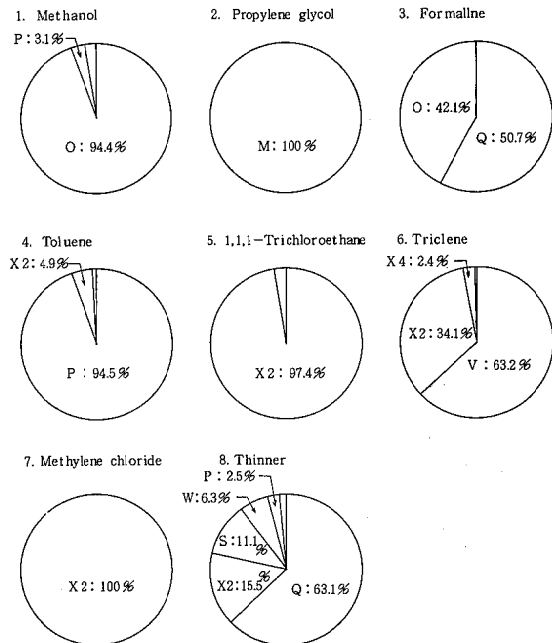 1. Methanol
P:3.1%
O:94.4%
2. Propylene glycol
M:100%
3. Formallne
O:42.1%
Q:50.7%
4. Toluene
X2:4.9%
P:94.5%
5. 1,1,1-Trichloroethane
X2:97.4%
6. Triclene
X4:2.4%
X2:34.1%
V:63.2%
7. Methylene chloride
X2:100%
8. Thinner
P:2.5%
W:6.3%
S:11.1%
X2:15.5%
Q:63.1%